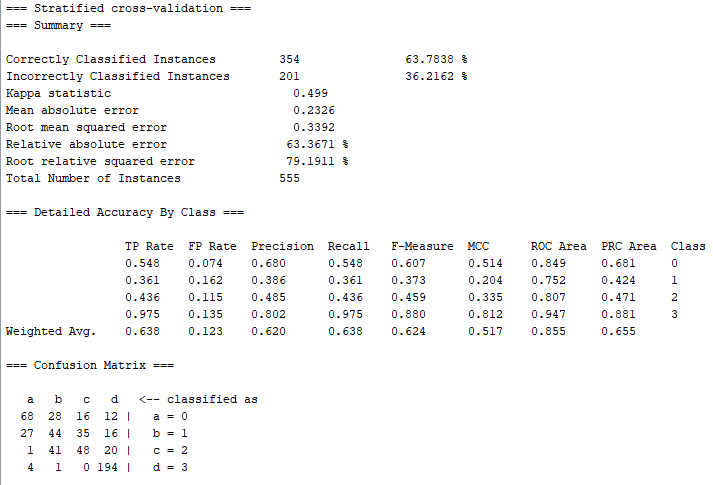 === Stratified cross-validation ===
=== Summary ===
Correctly Classified Instances 354 63.7838 %
Incorrectly Classified Instances 201 36.2162 %
Kappa statistic 0.499
Mean absolute error 0.2326
Root mean squared error 0.3392
Relative absolute error 63.3671 %
Root relative squared error 79.1911 %
Total Number of Instances 555
=== Detailed Accuracy By Class ===
TP Rate FP Rate Precision Recall F-Measure MCC ROC Area PRC Area Class
0.548 0.074 0.680 0.548 0.607 0.514 0.849 0.681 0
0.361 0.162 0.386 0.361 0.373 0.204 0.752 0.424 1
0.436 0.115 0.485 0.436 0.459 0.335 0.807 0.471 2
0.975 0.135 0.802 0.975 0.880 0.812 0.947 0.881 3
Weighted Avg. 0.638 0.123 0.620 0.638 0.624 0.517 0.855 0.655
=== Confusion Matrix ===
a b c d <-- classified as
68 28 16 12 | a = 0
27 44 35 16 | b = 1
1 41 48 20 | c = 2
4 1 0 194 | d = 3